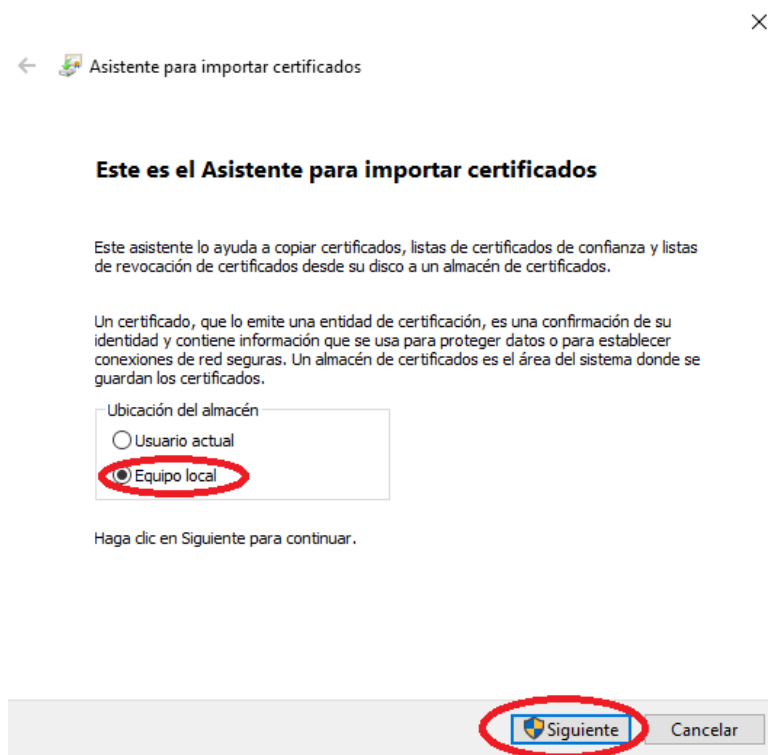 Asistente para importar certificados
Este es el Asistente para importar certificados
Este asistente lo ayuda a copiar certificados, listas de certificados de confianza y listas
de revocación de certificados desde su disco a un almacén de certificados.
Un certificado, que lo emite una entidad de certificación, es una confirmación de su
identidad y contiene información que se usa para proteger datos o para establecer
conexiones de red seguras. Un almacén de certificados es el área del sistema donde se
guardan los certificados.
Ubicación del almacén
Usuario actual
Equipo local
Haga clic en Siguiente para continuar.
Siguiente
Cancelar